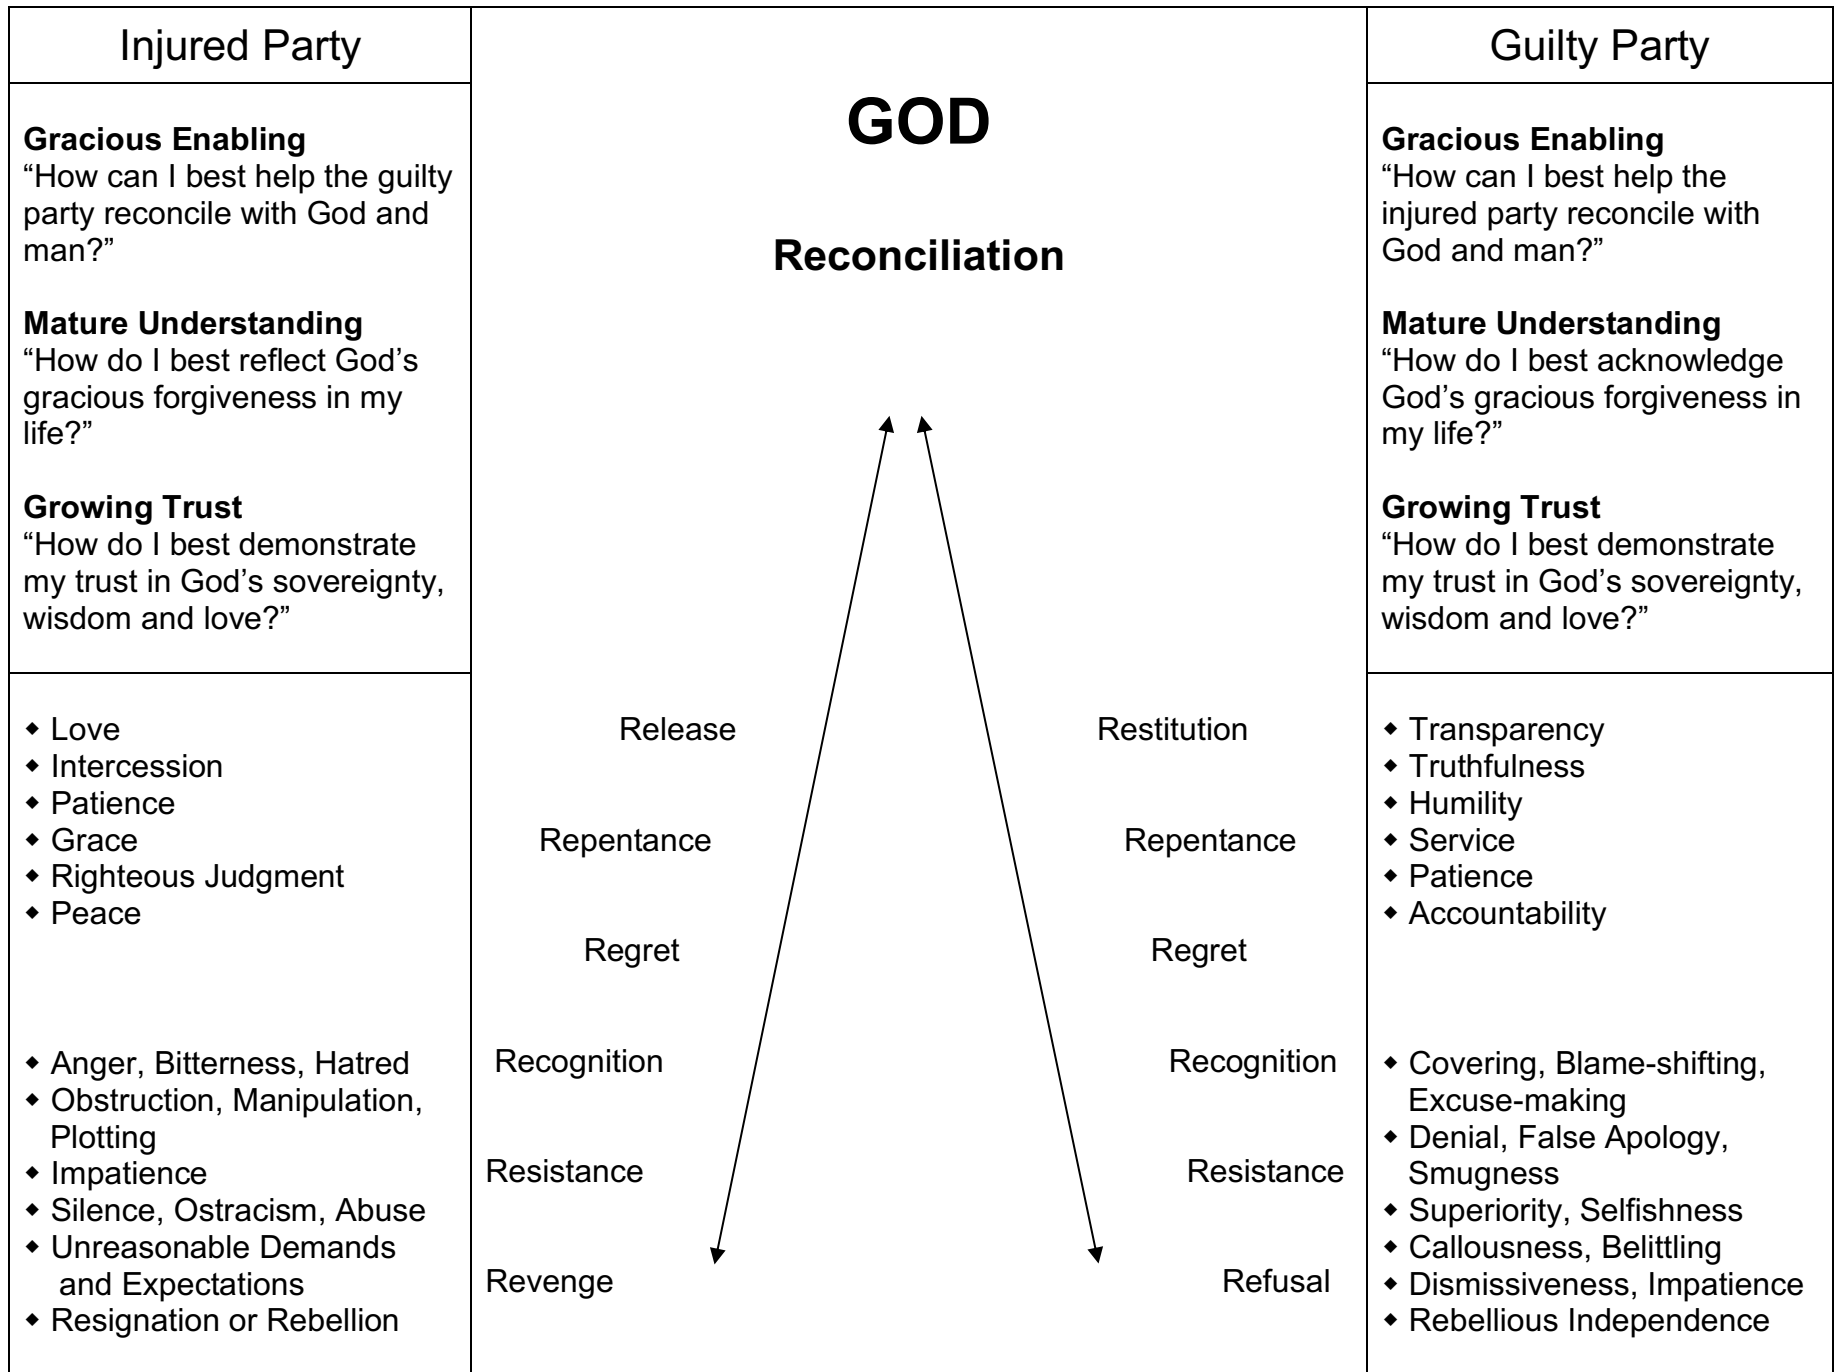 Injured Party
Gracious Enabling
“How can I best help the guilty
party reconcile with God and
man?”
Mature Understanding
“How do I best reflect God’s
gracious forgiveness in my
life?”
Growing Trust
“How do I best demonstrate
my trust in God’s sovereignty,
wisdom and love?”
◆ Love
◆ Intercession
◆ Patience
◆ Grace
◆ Righteous Judgment
◆ Peace
◆ Anger, Bitterness, Hatred
◆ Obstruction, Manipulation,
Plotting
◆ Impatience
◆ Silence, Ostracism, Abuse
◆ Unreasonable Demands
and Expectations
◆ Resignation or Rebellion
GOD
Reconciliation
Release
Repentance
Regret
Recognition
Resistance
Revenge
Restitution
Repentance
Regret
Recognition
Resistance
Refusal
Guilty Party
Gracious Enabling
“How can I best help the
injured party reconcile with
God and man?”
Mature Understanding
“How do I best acknowledge
God’s gracious forgiveness in
my life?”
Growing Trust
“How do I best demonstrate
my trust in God’s sovereignty,
wisdom and love?”
◆ Transparency
◆ Truthfulness
◆ Humility
◆ Service
◆ Patience
◆ Accountability
◆ Covering, Blame-shifting,
Excuse-making
◆ Denial, False Apology,
Smugness
◆ Superiority, Selfishness
◆ Callousness, Belittling
◆ Dismissiveness, Impatience
◆ Rebellious Independence